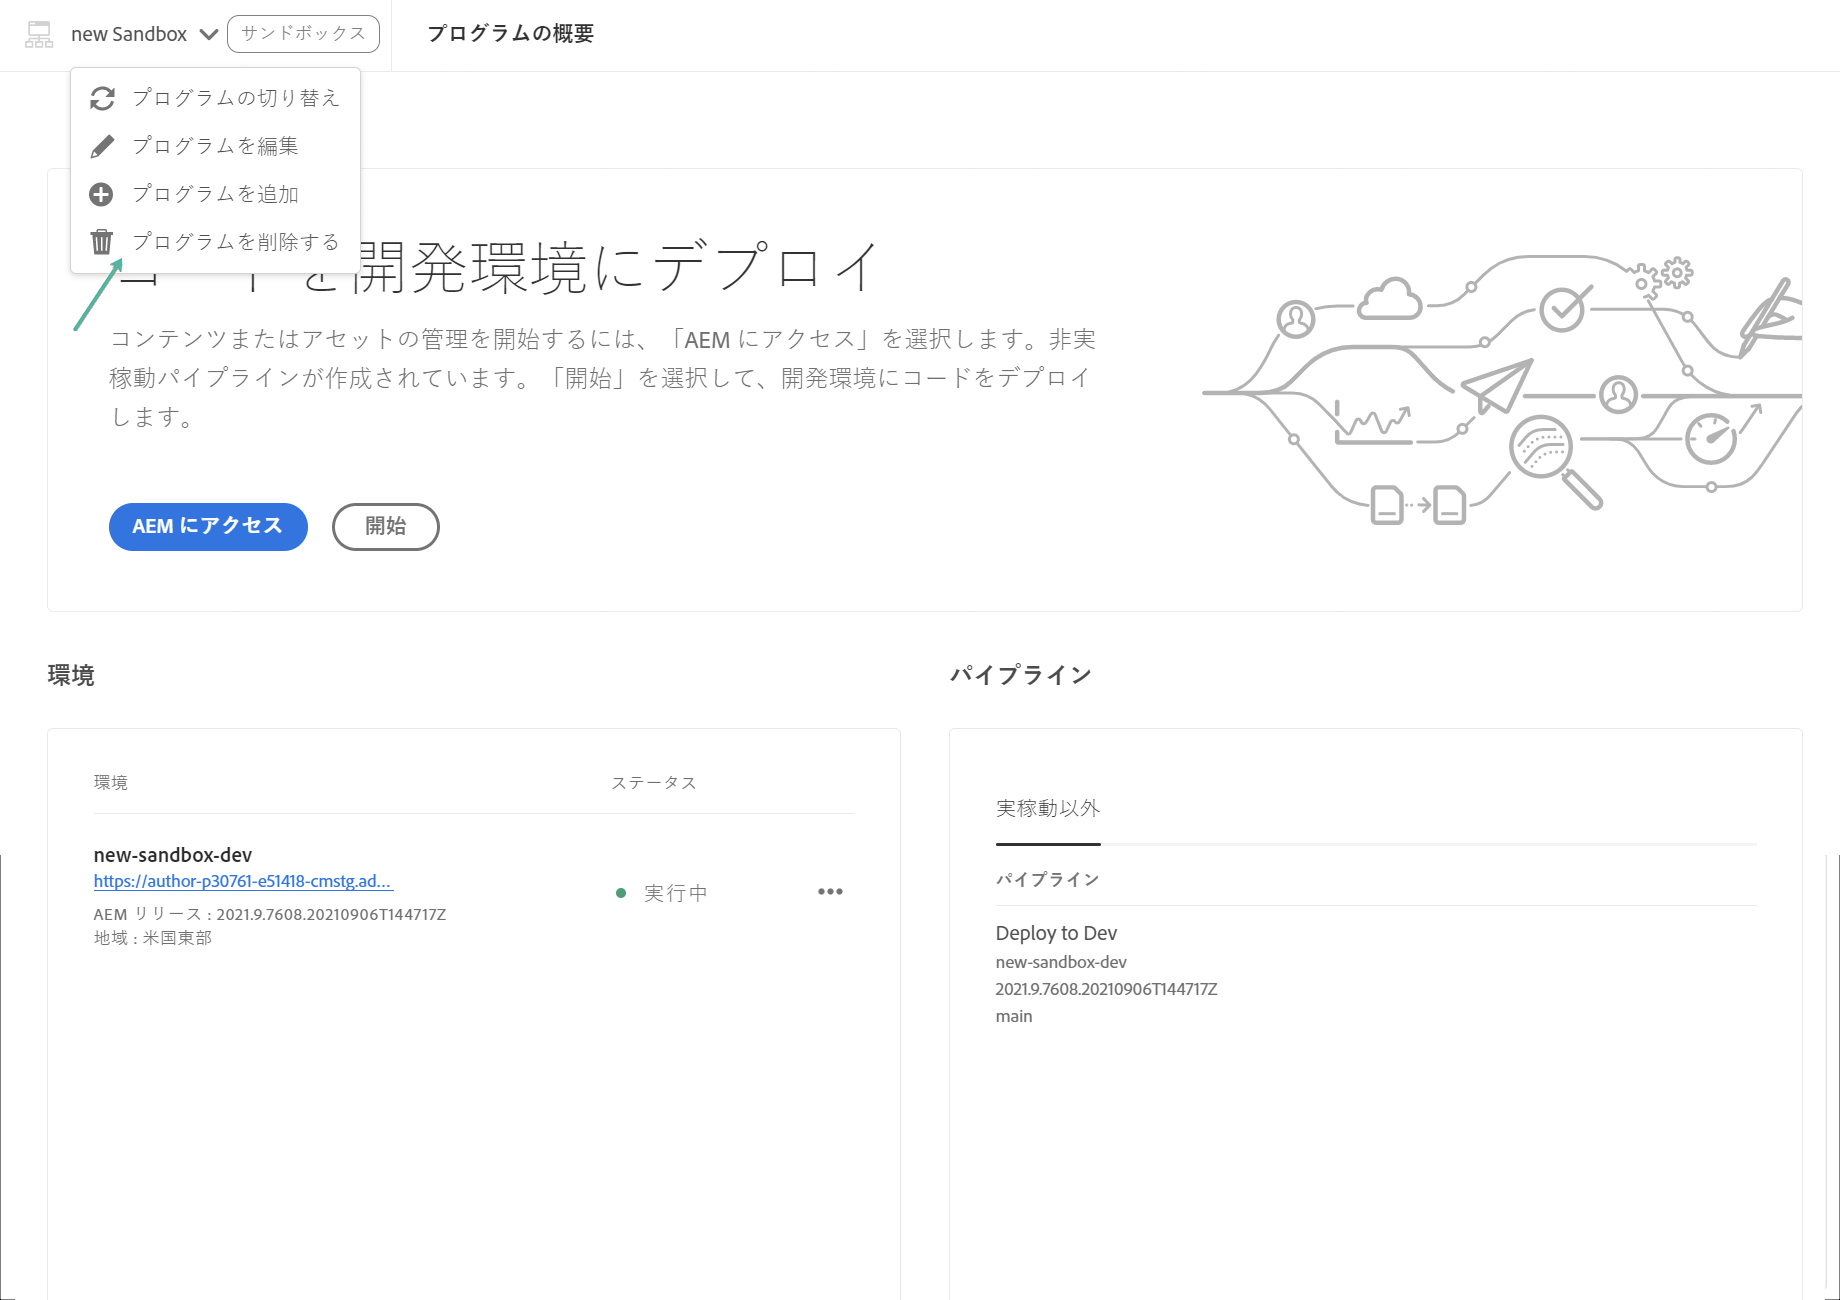 new Sandbox
サンドボックス
プログラムの概要
プログラムの切り替え
プログラムを編集
プログラムを追加
プログラムを削除する
コードを開発環境にデプロイ
コンテンツまたはアセットの管理を開始するには、「AEM にアクセス」を選択します。非実
稼動パイプラインが作成されています。「開始」を選択して、開発環境にコードをデプロイ
します。
AEM にアクセス
開始
環境
環境
ステータス
new-sandbox-dev
https://author-p30761-e51418-cmstg.ad...
AEM リリース : 2021.9.7608.20210906T144717Z
地域 : 米国東部
実行中
パイプライン
実稼動以外
パイプライン
Deploy to Dev
new-sandbox-dev
2021.9.7608.20210906T144717Z
main